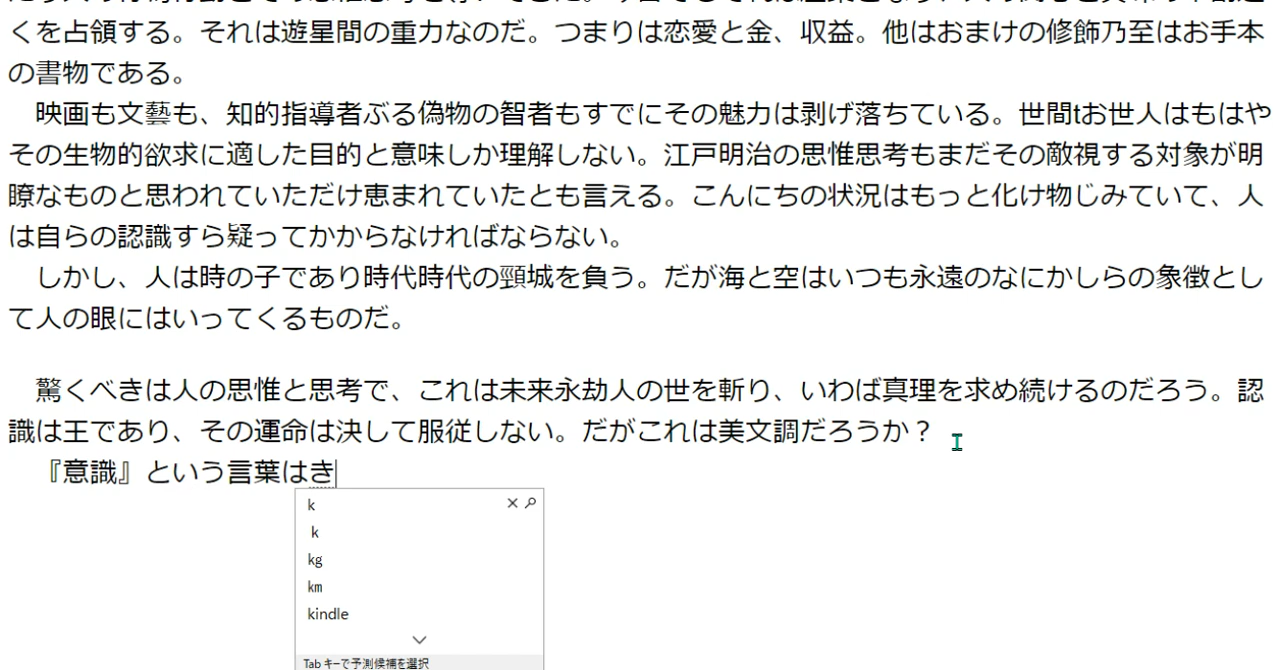 くを占領する。それは遊星間の重力なのだ。つまりは恋愛と金、収益。他はおまけの修飾乃至はお手本
の書物である。
映画も文藝も、知的指導者ぶる偽物の智者もすでにその魅力は剥げ落ちている。世間tお世人はもはや
その生物的欲求に適した目的と意味しか理解しない。江戸明治の思惟思考もまだその敵視する対象が明
瞭なものと思われていただけ恵まれていたとも言える。こんにちの状況はもっと化け物じみていて、人
は自らの認識すら疑ってかからなければならない。
しかし、人は時の子であり時代時代の頸城を負う。だが海と空はいつも永遠のなにかしらの象徴とし
て人の眼にはいってくるものだ。
驚くべきは人の思惟と思考で、これは未来永劫人の世を斬り、いわば真理を求め続けるのだろう。認
識は王であり、その運命は決して服従しない。だがこれは美文調だろうか？
『意識』という言葉はき
k
k
kg
km
kindle
Tab キーで予測候補を選択